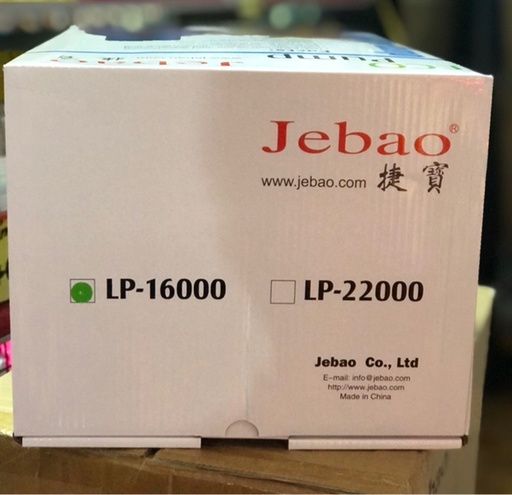 Jebao®
www.jebao.com 捷寶
LP-16000
LP-22000
Jebao Co., Ltd
E-mail: info@jebao.com
http://www.jebao.com
Made in China